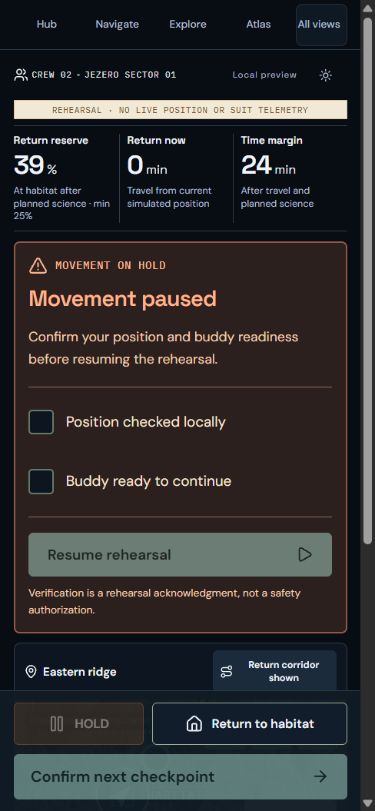 Hub Navigate Explore Atlas All views
CREW 02 · JEZERO SECTOR 01 Local preview
REHEARSAL · NO LIVE POSITION OR SUIT TELEMETRY
Return reserve
39 %
At habitat after
planned science · min
25%
Return now
0 min
Travel from current
simulated position
Time margin
24 min
After travel and
planned science
MOVEMENT ON HOLD
Movement paused
Confirm your position and buddy readiness
before resuming the rehearsal.
Position checked locally
Buddy ready to continue
Resume rehearsal
Verification is a rehearsal acknowledgment, not a safety
authorization.
Eastern ridge
Return corridor
shown
HOLD
Return to habitat
Confirm next checkpoint